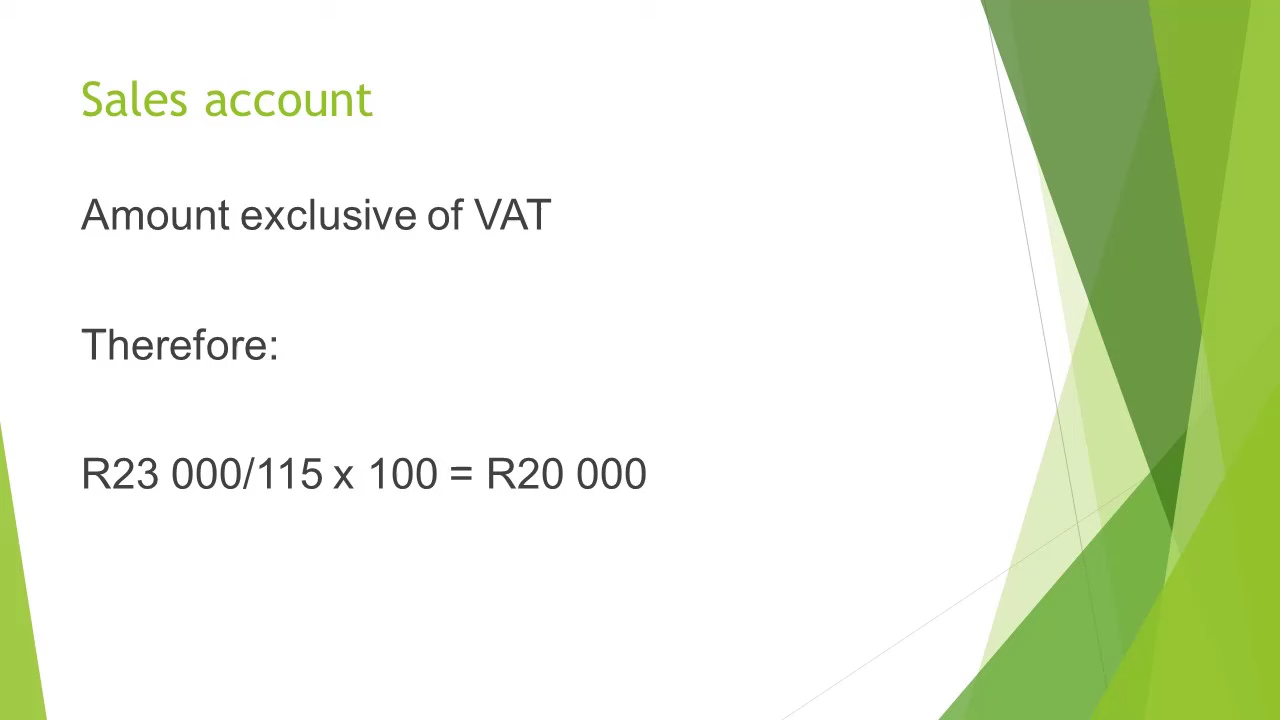 Sales account
Amount exclusive of VAT
Therefore:
R23 000/115 x 100 = R20 000